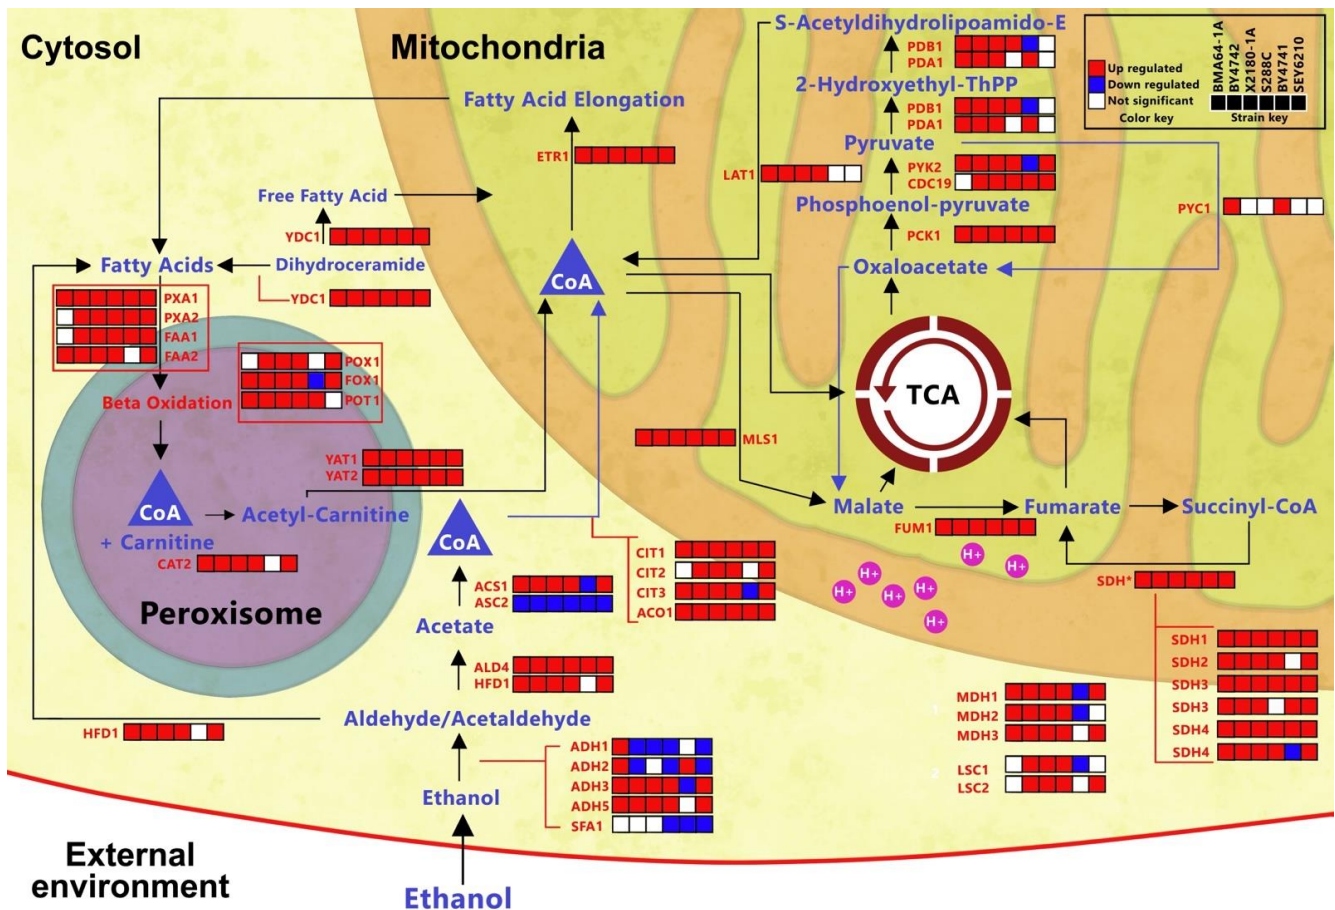 Cytosol
Mitochondria
S-Acetyldihydrolipoamido-E
PDB1
PDA1
2-Hydroxyethyl-ThPP
PDB1
PDA1
Pyruvate
PYK2
CDC19
Phosphoenol-pyruvate
PCK1
Oxaloacetate
LAT1
PYC1
Up regulated
Down regulated
Not significant
Color key
BMA64-1A
BY4742
X2180-1A
S288C
BY4741
SEY6210
Strain key
Fatty Acid Elongation
ETR1
Free Fatty Acid
YDC1
Fatty Acids
Dihydroceramide
YDC1
CoA
PXA1
PXA2
FAA1
FAA2
POX1
FOX1
POT1
Beta Oxidation
YAT1
YAT2
CoA
Acetyl-Carnitine
+ Carnitine
CAT2
Peroxisome
TCA
MLS1
Malate
Fumarate
Succinyl-CoA
FUM1
SDH*
H+
H+
H+
H+
H+
H+
H+
CoA
CIT1
CIT2
CIT3
ACO1
ACS1
ASC2
Acetate
ALD4
HFD1
Aldehyde/Acetaldehyde
HFD1
ADH1
ADH2
ADH3
ADH5
SFA1
Ethanol
MDH1
1
MDH2
MDH3
2
LSC1
LSC2
SDH1
SDH2
SDH3
SDH3
SDH4
SDH4
External
environment
Ethanol